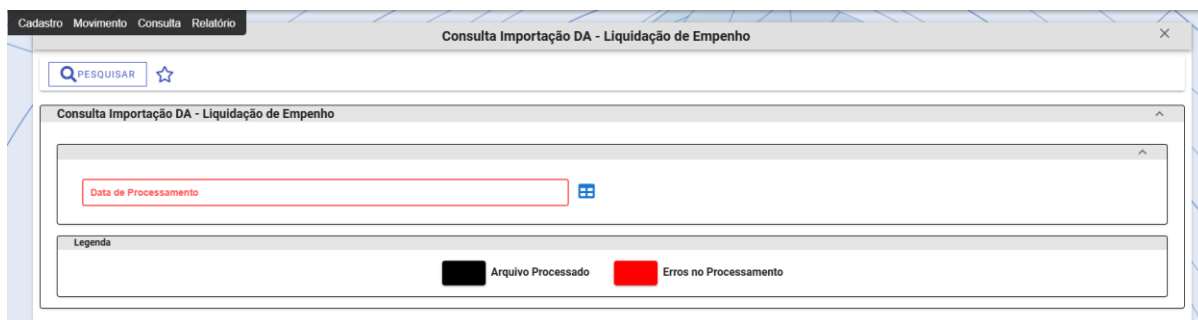 Cadastro Movimento Consulta Relatório
Consulta Importação DA - Liquidação de Empenho
PESQUISAR
Consulta Importação DA - Liquidação de Empenho
Data de Processamento
Legenda
Arquivo Processado Erros no Processamento